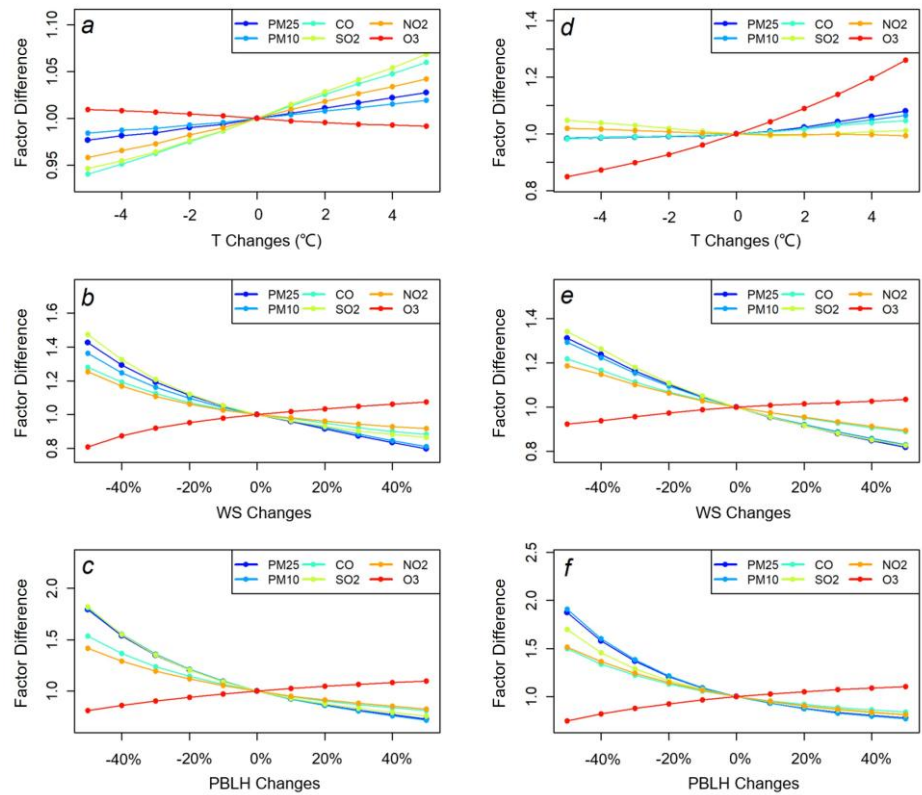 a
PM25 CO NO2
PM10 SO2 O3
Factor Difference
0.95 1.00 1.05 1.10
-4 -2 0 2 4
T Changes (℃)
d
PM25 CO NO2
PM10 SO2 O3
Factor Difference
0.8 1.0 1.2 1.4
-4 -2 0 2 4
T Changes (℃)
b
PM25 CO NO2
PM10 SO2 O3
Factor Difference
0.8 1.0 1.2 1.4 1.6
-40% -20% 0% 20% 40%
WS Changes
e
PM25 CO NO2
PM10 SO2 O3
Factor Difference
0.8 1.0 1.2 1.4
-40% -20% 0% 20% 40%
WS Changes
c
PM25 CO NO2
PM10 SO2 O3
Factor Difference
1.0 1.5 2.0
-40% -20% 0% 20% 40%
PBLH Changes
f
PM25 CO NO2
PM10 SO2 O3
Factor Difference
1.0 1.5 2.0 2.5
-40% -20% 0% 20% 40%
PBLH Changes